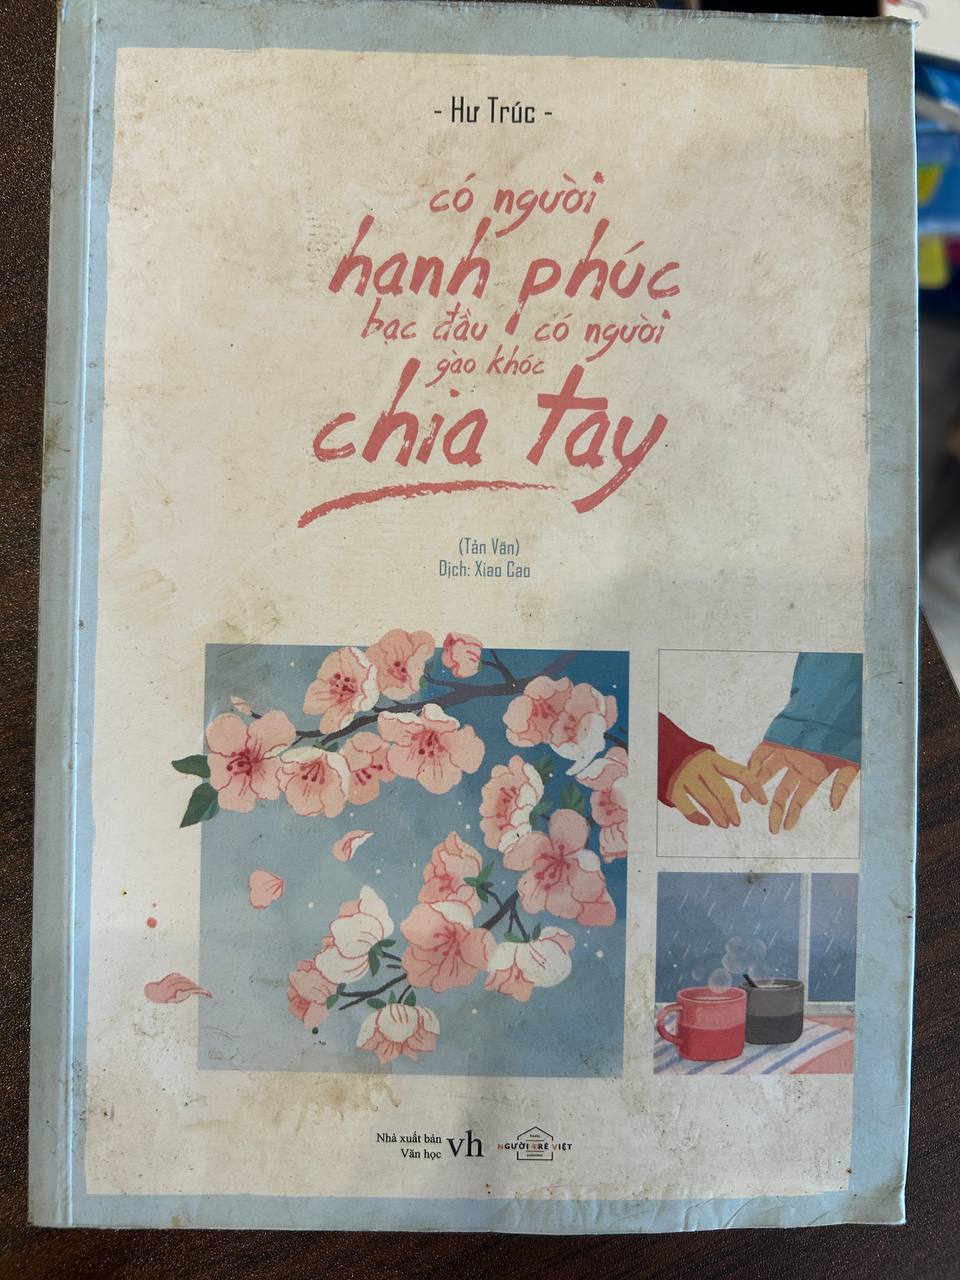 - Hư Trúc -
có người
hạnh phúc
bạc đầu có người
gào khóc
chia tay
(Tản Văn)
Dịch: Xiao Cao
Nhà xuất bản
Văn học
vh
NGƯỜI TRẺ VIỆT